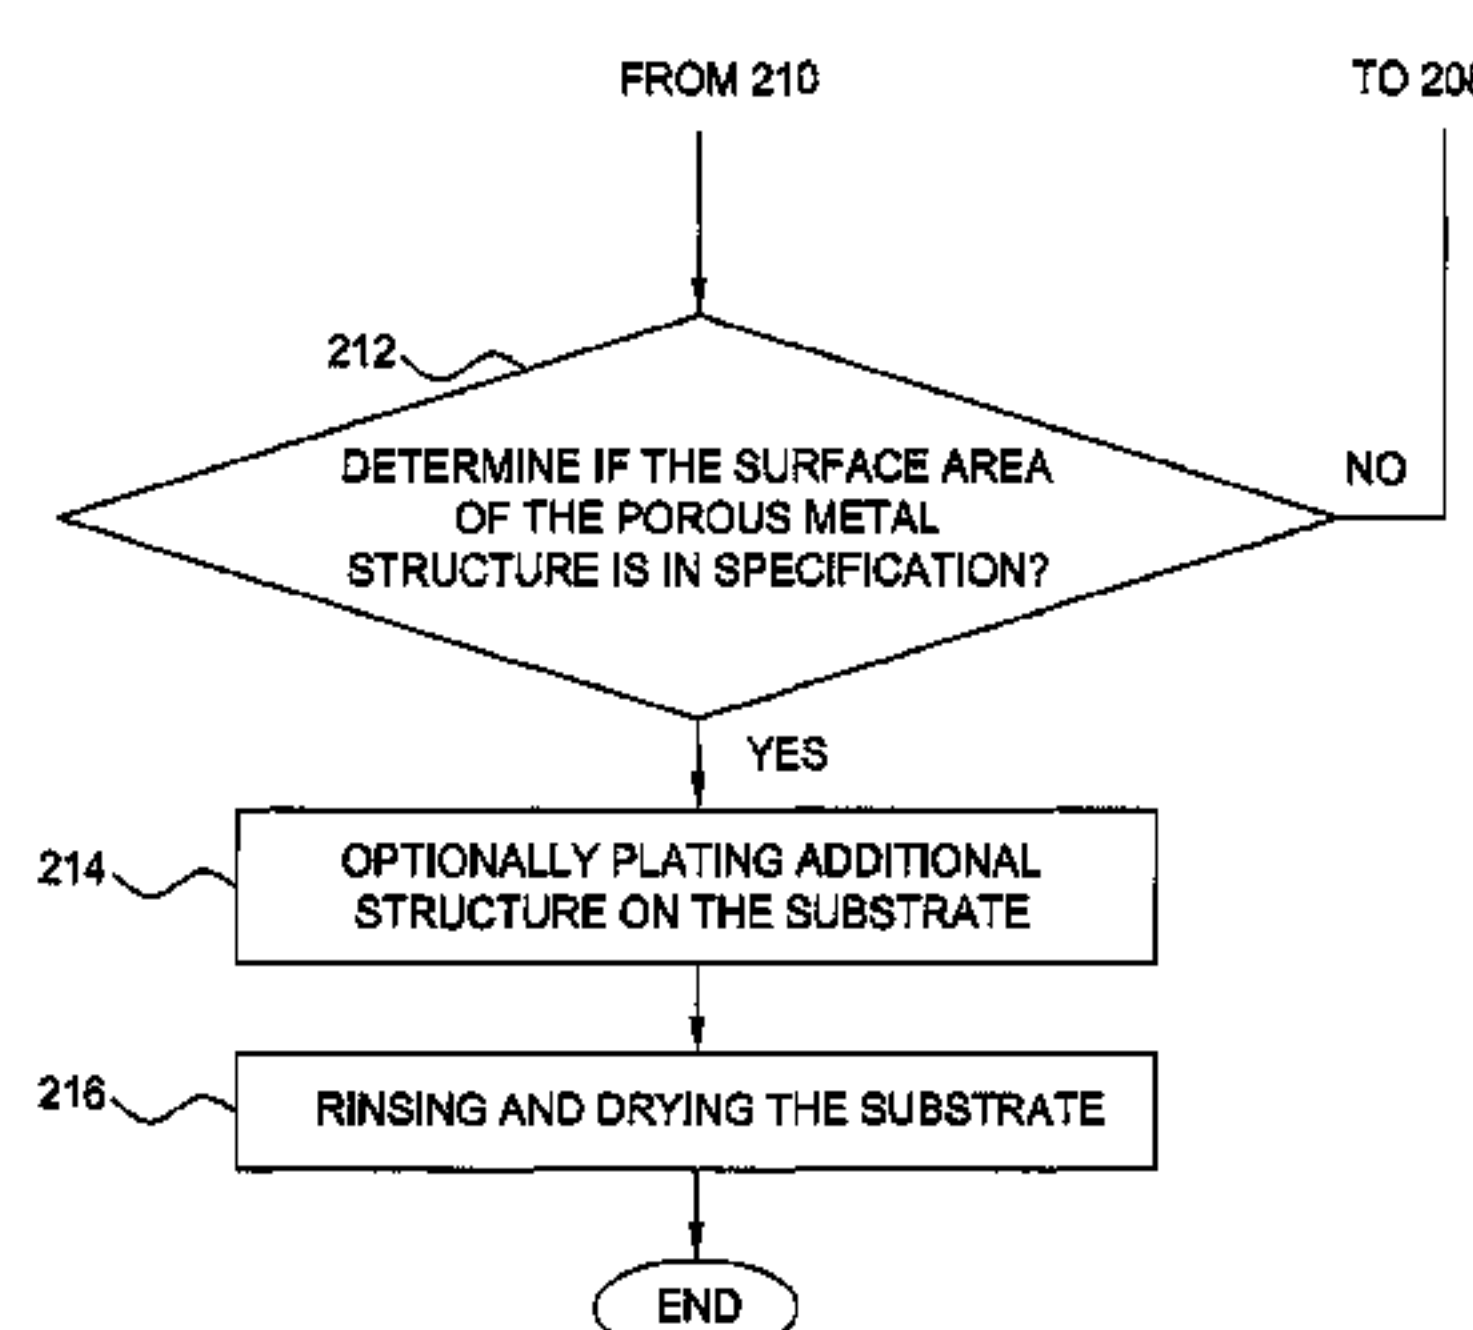 FROM 210
TO 208
212
DETERMINE IF THE SURFACE AREA
OF THE POROUS METAL
STRUCTURE IS IN SPECIFICATION?
NO
YES
214
OPTIONALLY PLATING ADDITIONAL
STRUCTURE ON THE SUBSTRATE
216
RINSING AND DRYING THE SUBSTRATE
END